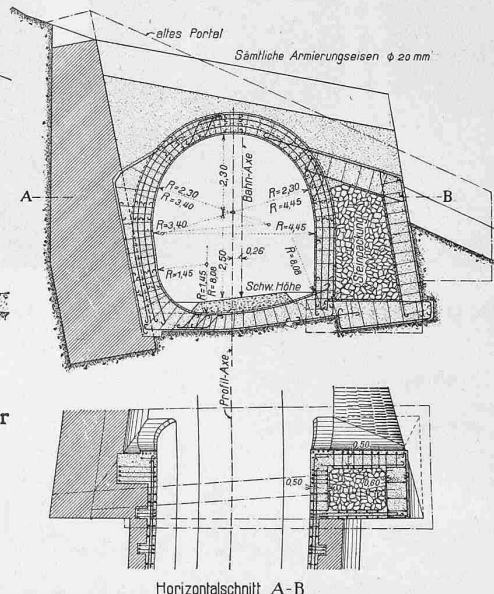 altes Portal
Sämtliche Armierungseisen ϕ 20 mm
A
B
2,30
Bahn-Axe
R=2,30
R=3,40
R=2,30
R=4,45
R=3,40
R=4,45
Steinpackung
R=1,45
R=1,45
R=8,08
2,50
0,26
R=8,08
Schw. Höhe
Profil-Axe
r
0,50
0,50
0,60
Horizontalschnitt A-B